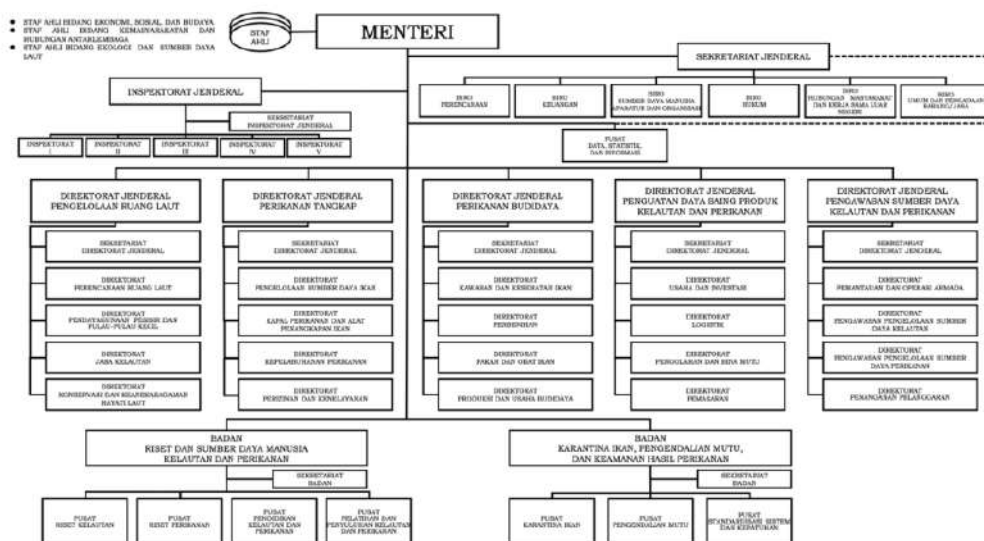 STAF AHLI BIDANG EKONOMI, SOSIAL, DAN BUDAYA
STAF AHLI BIDANG KEMASYARAKATAN DAN
HUBUNGAN ANTARLEMBAGA
STAF AHLI BIDANG EKOLOGI DAN SUMBER DAYA
LAUT
STAF
AHLI
MENTERI
SEKRETARIAT JENDERAL
BIRO
PERENCANAAN
BIRO
KEUANGAN
BIRO
SUMBER DAYA MANUSIA
APARATUR DAN ORGANISASI
BIRO
HUKUM
BIRO
HUBUNGAN MASYARAKAT
DAN KERJA SAMA LUAR
NEGERI
BIRO
UMUM DAN PENGADAAN
BARANG/JASA
INSPEKTORAT JENDERAL
SEKRETARIAT
INSPEKTORAT JENDERAL
INSPEKTORAT
I
INSPEKTORAT
II
INSPEKTORAT
III
INSPEKTORAT
IV
INSPEKTORAT
V
PUSAT
DATA, STATISTIK,
DAN INFORMASI
DIREKTORAT JENDERAL
PENGELOLAAN RUANG LAUT
SEKRETARIAT
DIREKTORAT JENDERAL
DIREKTORAT
PERENCANAAN RUANG LAUT
DIREKTORAT
PENDAYAGUNAAN PESISIR DAN
PULAU-PULAU KECIL
DIREKTORAT
JASA KELAUTAN
DIREKTORAT
KONSERVASI DAN KEANEKARAGAMAN
HAYATI LAUT
DIREKTORAT JENDERAL
PERIKANAN TANGKAP
SEKRETARIAT
DIREKTORAT JENDERAL
DIREKTORAT
PENGELOLAAN SUMBER DAYA IKAN
DIREKTORAT
KAPAL PERIKANAN DAN ALAT
PENANGKAPAN IKAN
DIREKTORAT
KEPELABUHANAN PERIKANAN
DIREKTORAT
PERIZINAN DAN KENELAYANAN
DIREKTORAT JENDERAL
PERIKANAN BUDIDAYA
SEKRETARIAT
DIREKTORAT JENDERAL
DIREKTORAT
KAWASAN DAN KESEHATAN IKAN
DIREKTORAT
PERBENIHAN
DIREKTORAT
PAKAN DAN OBAT IKAN
DIREKTORAT
PRODUKSI DAN USAHA BUDIDAYA
DIREKTORAT JENDERAL
PENGUATAN DAYA SAING PRODUK
KELAUTAN DAN PERIKANAN
SEKRETARIAT
DIREKTORAT JENDERAL
DIREKTORAT
USAHA DAN INVESTASI
DIREKTORAT
LOGISTIK
DIREKTORAT
PENGOLAHAN DAN BINA MUTU
DIREKTORAT
PEMASARAN
DIREKTORAT JENDERAL
PENGAWASAN SUMBER DAYA
KELAUTAN DAN PERIKANAN
SEKRETARIAT
DIREKTORAT JENDERAL
DIREKTORAT
PEMANTAUAN DAN OPERASI ARMADA
DIREKTORAT
PENGAWASAN PENGELOLAAN SUMBER
DAYA KELAUTAN
DIREKTORAT
PENGAWASAN PENGELOLAAN SUMBER
DAYA PERIKANAN
DIREKTORAT
PENANGANAN PELANGGARAN
BADAN
RISET DAN SUMBER DAYA MANUSIA
KELAUTAN DAN PERIKANAN
SEKRETARIAT
BADAN
PUSAT
RISET KELAUTAN
PUSAT
RISET PERIKANAN
PUSAT
PENDIDIKAN
KELAUTAN DAN
PERIKANAN
PUSAT
PELATIHAN DAN
PENYULUHAN KELAUTAN
DAN PERIKANAN
BADAN
KARANTINA IKAN, PENGENDALIAN MUTU,
DAN KEAMANAN HASIL PERIKANAN
SEKRETARIAT
BADAN
PUSAT
KARANTINA IKAN
PUSAT
PENGENDALIAN MUTU
PUSAT
STANDARDISASI SISTEM
DAN KEPATUHAN